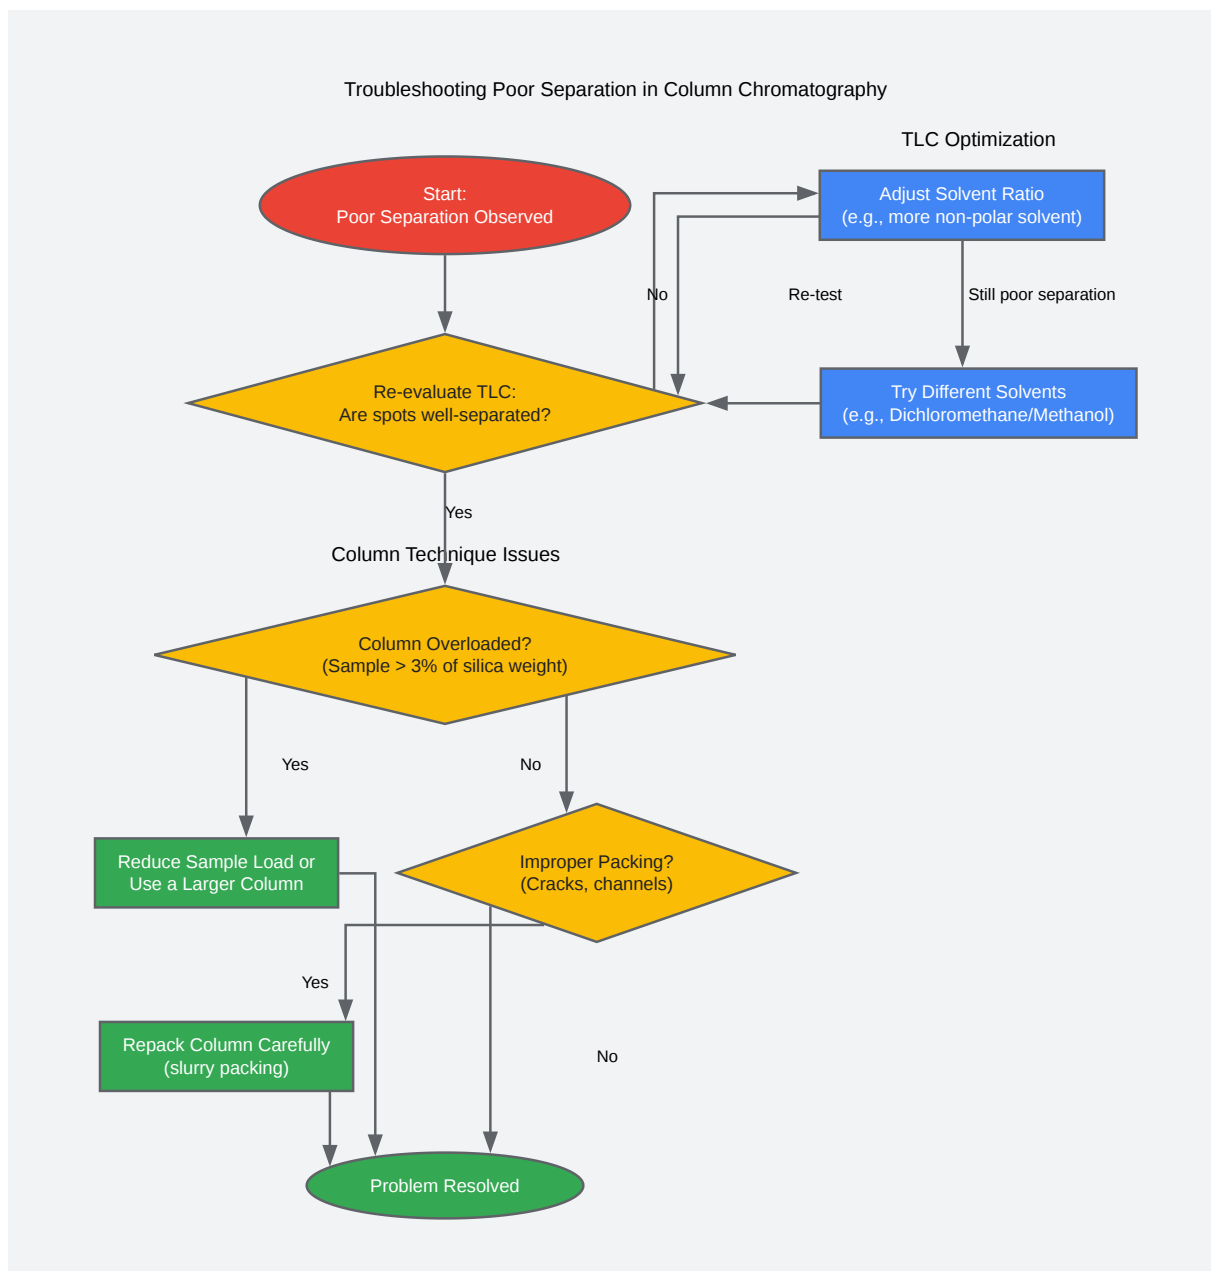 Troubleshooting Poor Separation in Column Chromatography
TLC Optimization
Start:
Poor Separation Observed
Adjust Solvent Ratio
(e.g., more non-polar solvent)
No
Re-test
Still poor separation
Re-evaluate TLC:
Are spots well-separated?
Try Different Solvents
(e.g., Dichloromethane/Methanol)
Yes
Column Technique Issues
Column Overloaded?
(Sample > 3% of silica weight)
Yes
No
Reduce Sample Load or
Use a Larger Column
Improper Packing?
(Cracks, channels)
Yes
Repack Column Carefully
(slurry packing)
No
Problem Resolved